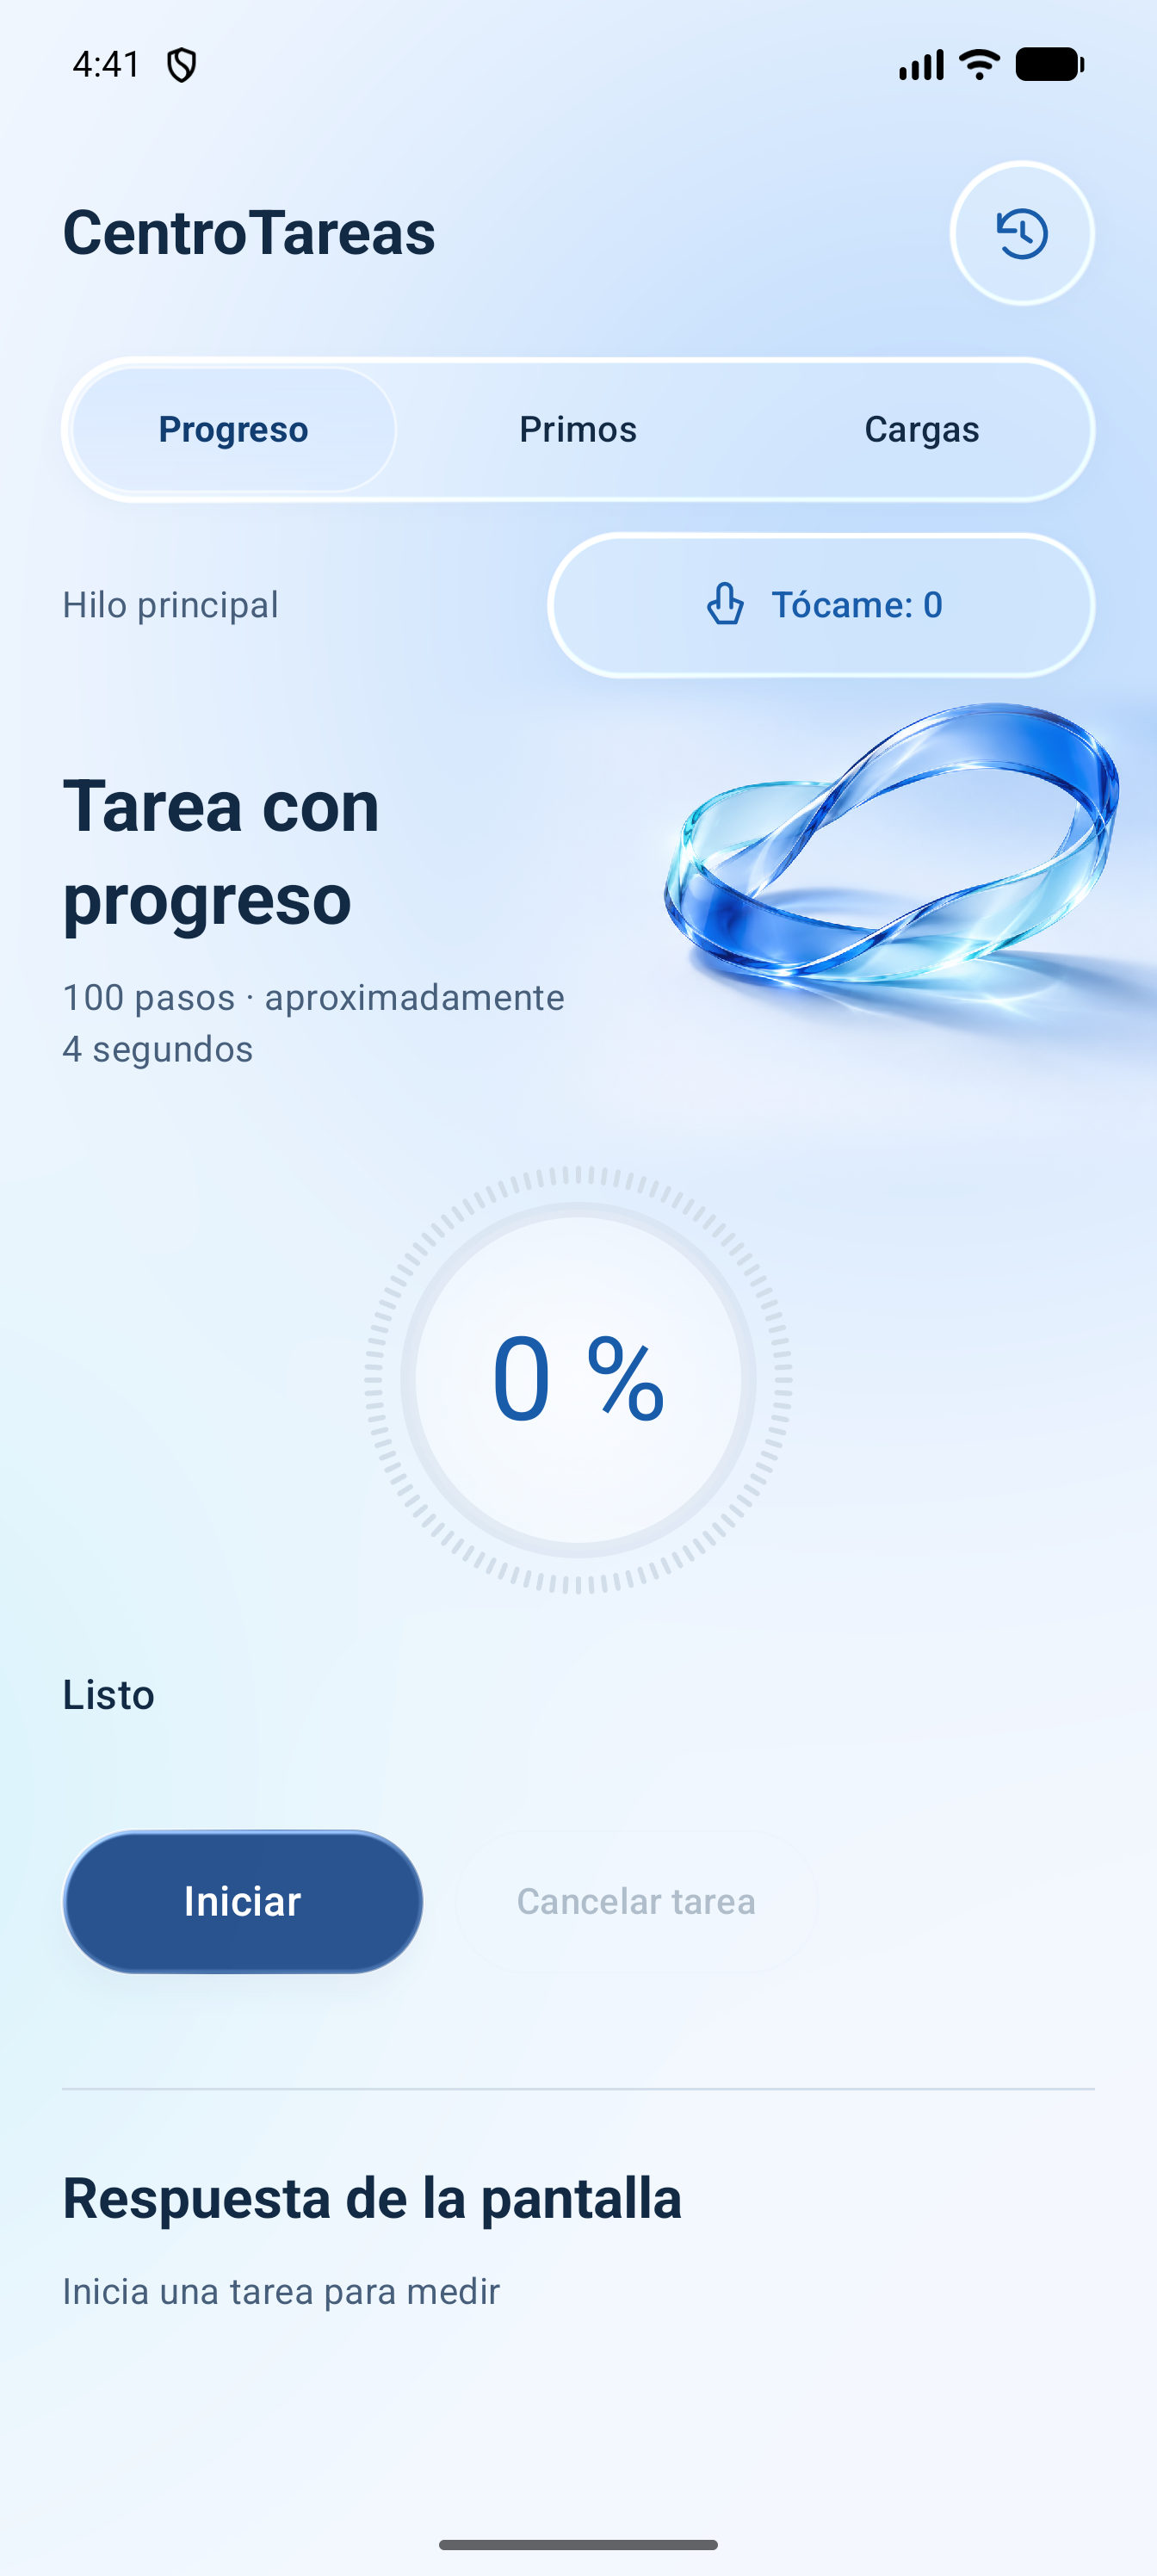 4:41
CentroTareas
Progreso
Primos
Cargas
Hilo principal
Tócame: 0
Tarea con
progreso
100 pasos · aproximadamente
4 segundos
0 %
Listo
Iniciar
Cancelar tarea
Respuesta de la pantalla
Inicia una tarea para medir